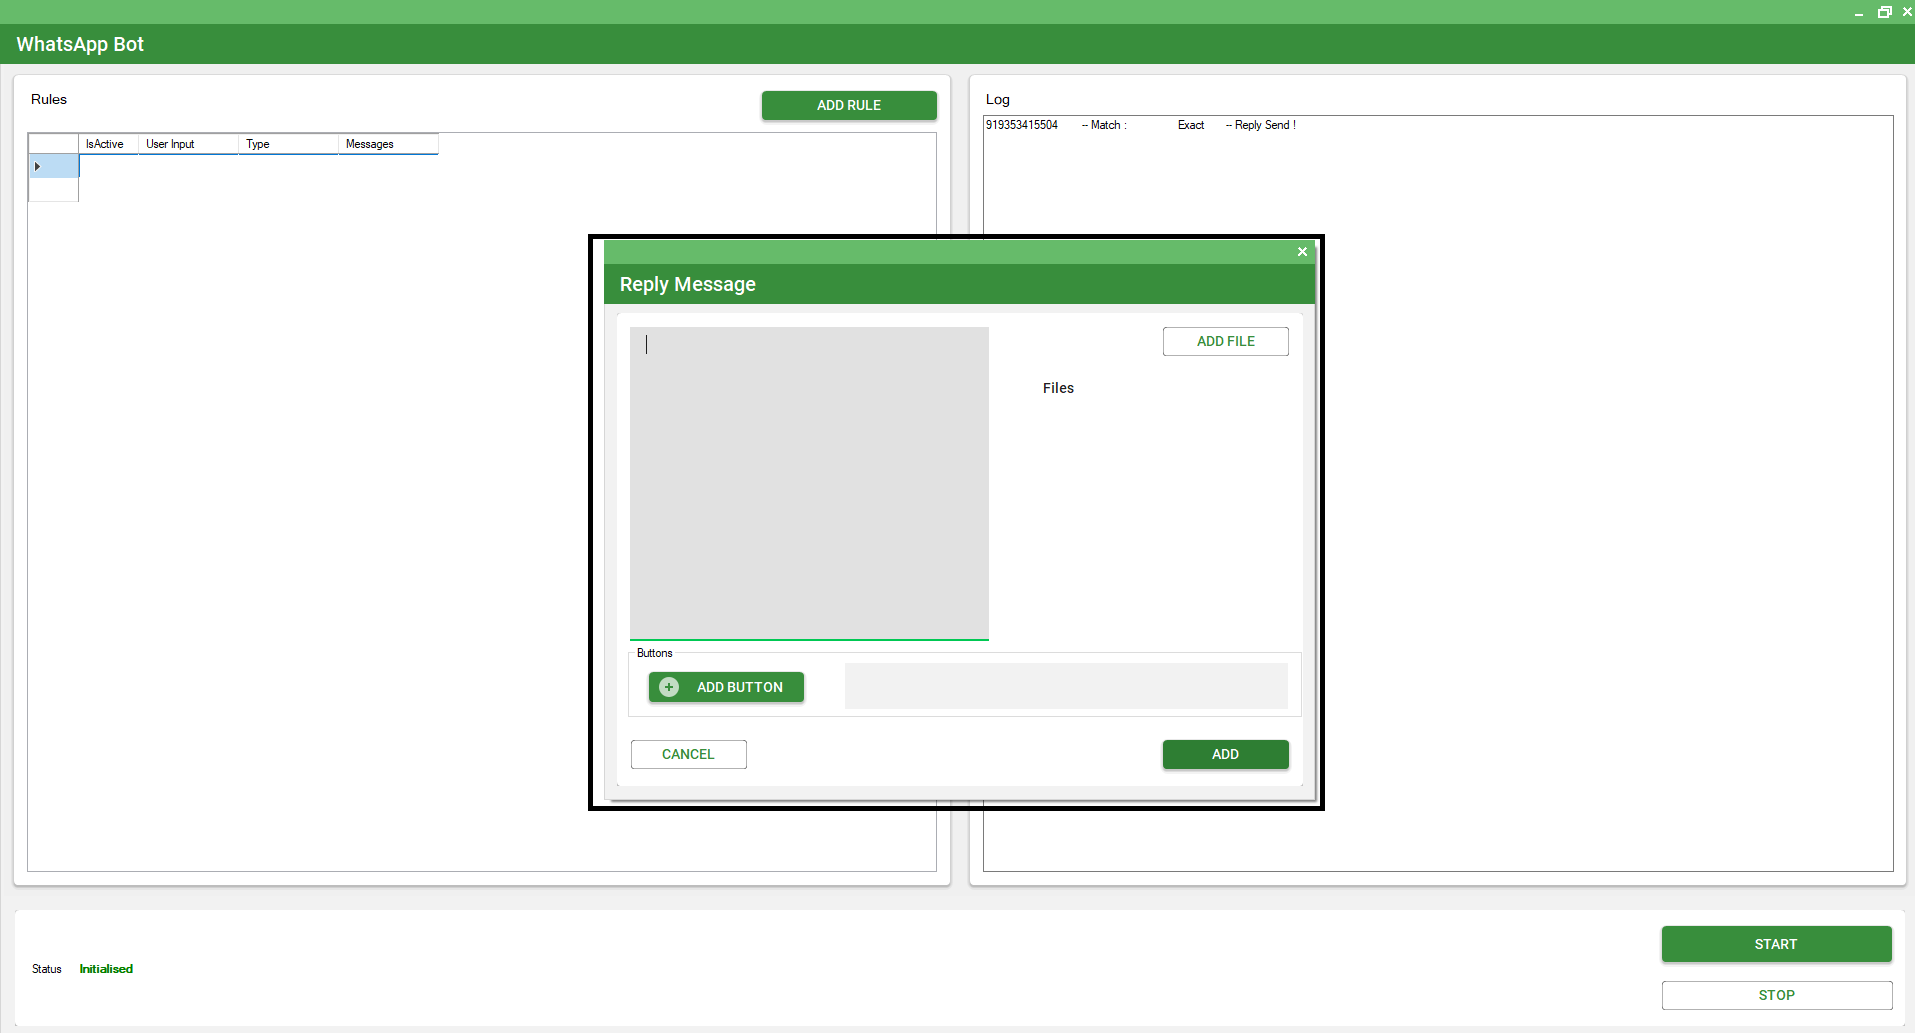 WhatsApp Bot
Rules
ADD RULE
IsActive User Input Type Messages
Log
919353415504 -- Match : Exact -- Reply Send !
Reply Message
ADD FILE
Files
Buttons
ADD BUTTON
CANCEL
ADD
Status Initialised
START
STOP